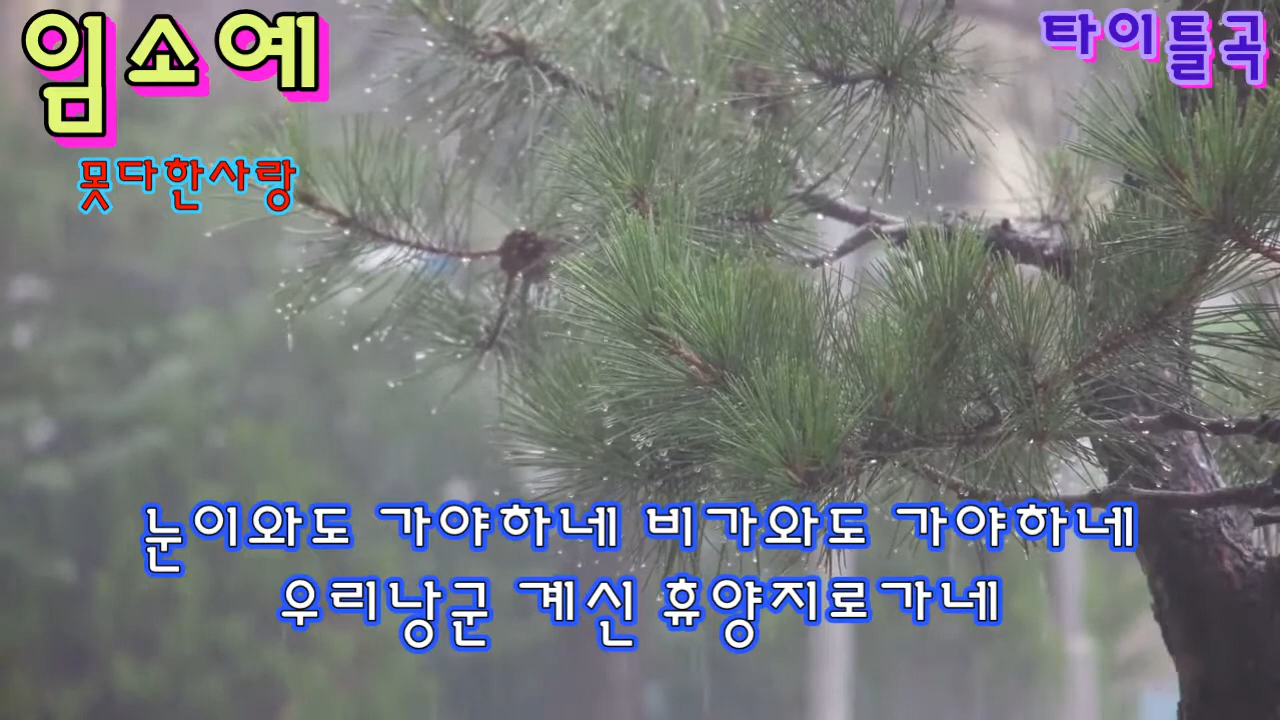 임소예
타이틀곡
못다한사랑
눈이와도 가야하네 비가와도 가야하네
우리낭군 계신 휴양지로가네